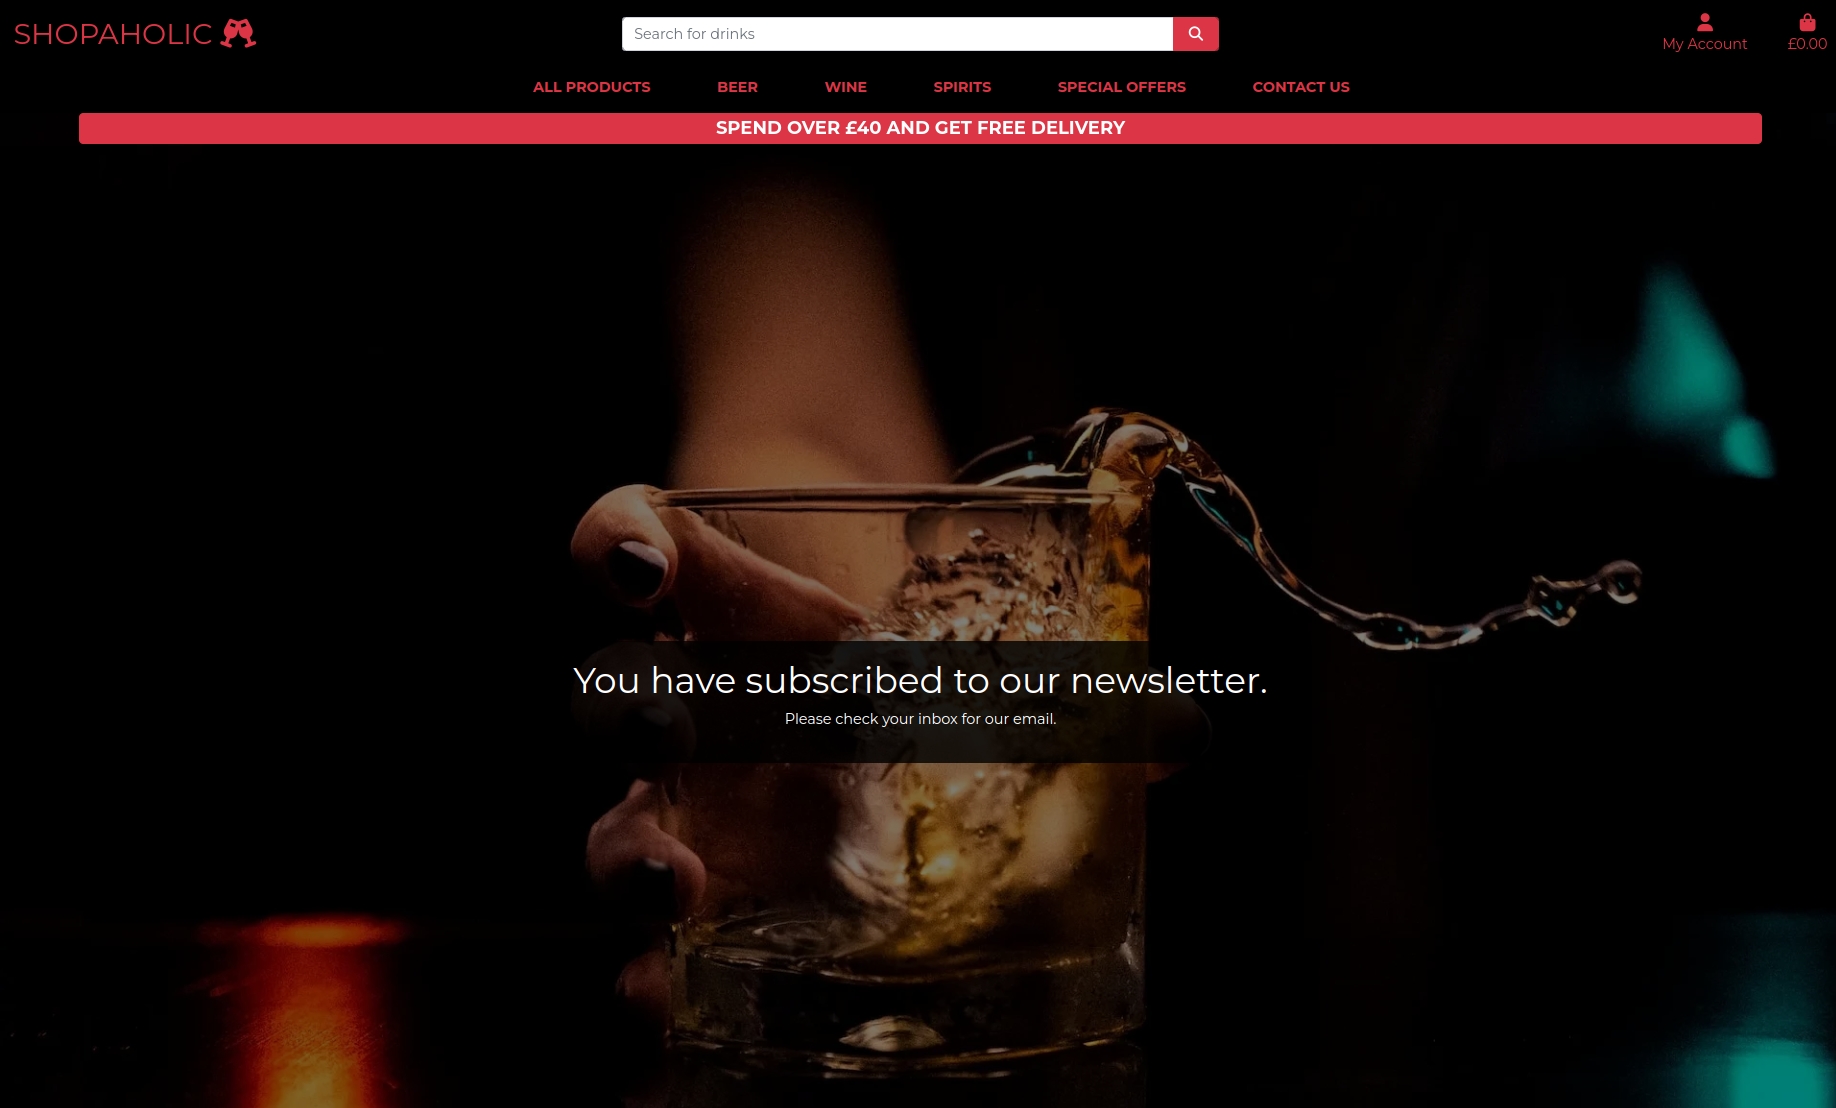 SHOPAHOLIC
Search for drinks
My Account
£0.00
ALL PRODUCTS BEER WINE SPIRITS SPECIAL OFFERS CONTACT US
SPEND OVER £40 AND GET FREE DELIVERY
You have subscribed to our newsletter.
Please check your inbox for our email.